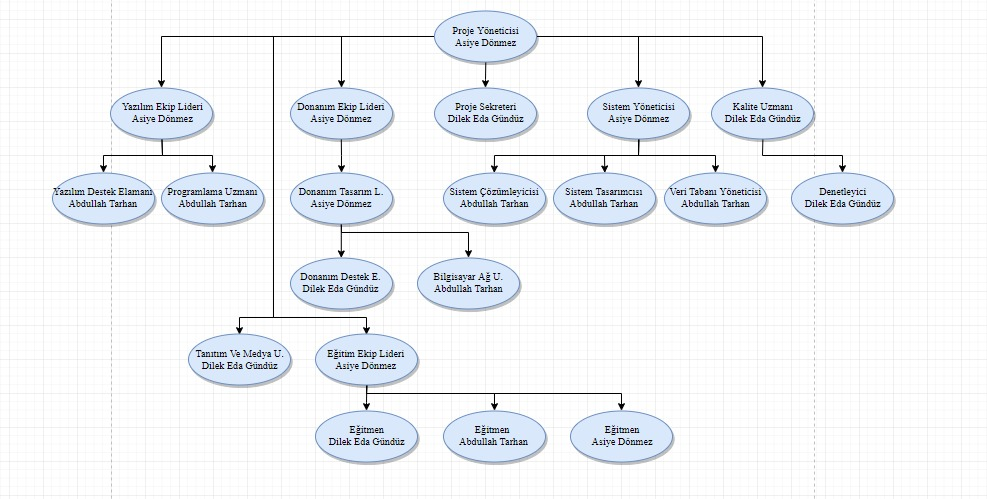 Proje Yöneticisi
Asiye Dönmez
Yazılım Ekip Lideri
Asiye Dönmez
Donanım Ekip Lideri
Asiye Dönmez
Proje Sekreteri
Dilek Eda Gündüz
Sistem Yöneticisi
Asiye Dönmez
Kalite Uzmanı
Dilek Eda Gündüz
Yazılım Destek Elamanı
Abdullah Tarhan
Programlama Uzmanı
Abdullah Tarhan
Donanım Tasarım L.
Asiye Dönmez
Sistem Çözümleyicisi
Abdullah Tarhan
Sistem Tasarımcısı
Abdullah Tarhan
Veri Tabanı Yöneticisi
Abdullah Tarhan
Denetleyici
Dilek Eda Gündüz
Donanım Destek E.
Dilek Eda Gündüz
Bilgisayar Ağ U.
Abdullah Tarhan
Tanıtım Ve Medya U.
Dilek Eda Gündüz
Eğitim Ekip Lideri
Asiye Dönmez
Eğitmen
Dilek Eda Gündüz
Eğitmen
Abdullah Tarhan
Eğitmen
Asiye Dönmez